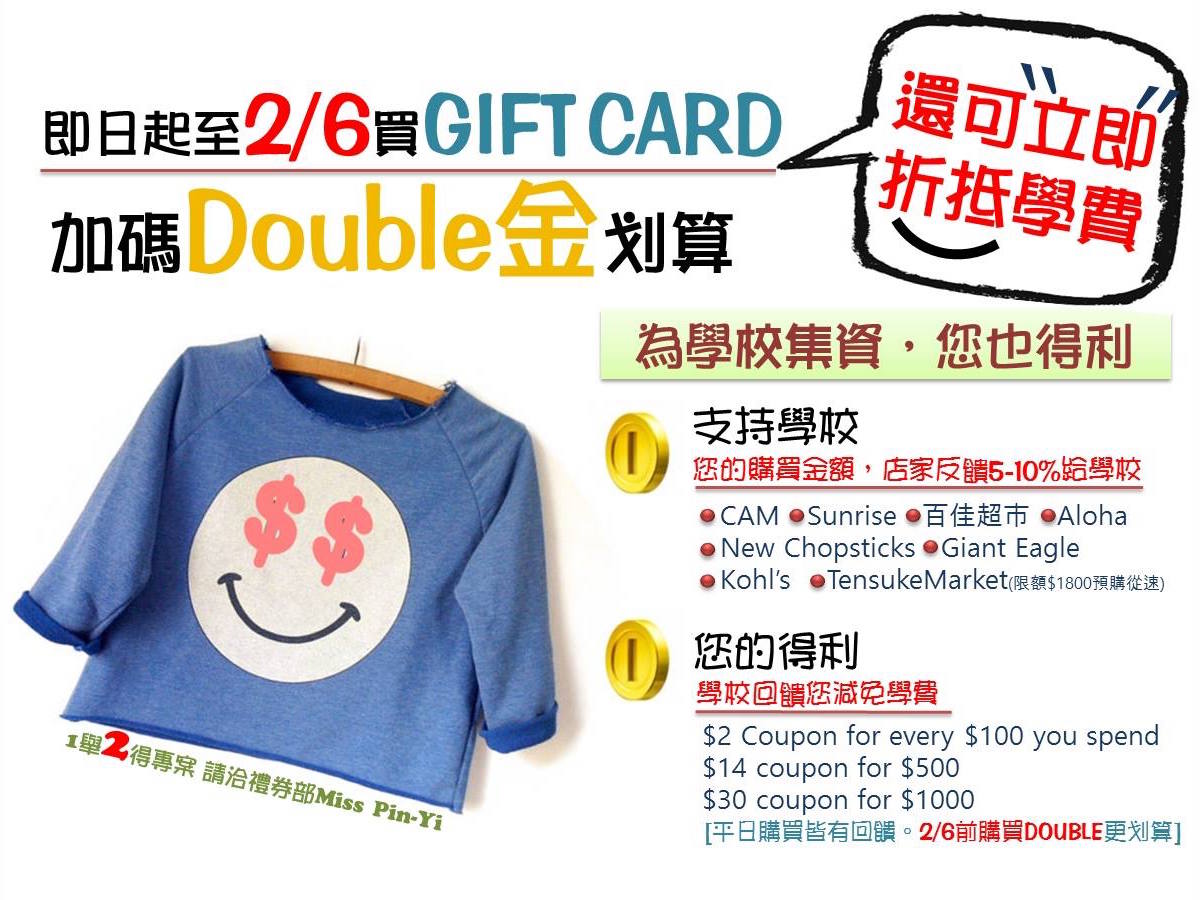 即日起至2/6買GIFT CARD
加碼Double金划算
還可"立即"
折抵學費
為學校集資，您也得利
支持學校
您的購買金額，店家反饋5-10%給學校
CAM Sunrise 百佳超市 Aloha
New Chopsticks Giant Eagle
Kohl's TensukeMarket(限額$1800預購從速)
您的得利
學校回饋您減免學費
$2 Coupon for every $100 you spend
$14 coupon for $500
$30 coupon for $1000
[平日購買皆有回饋。2/6前購買DOUBLE更划算]
$ $
1舉2得專案 請洽禮券部Miss Pin-Yi